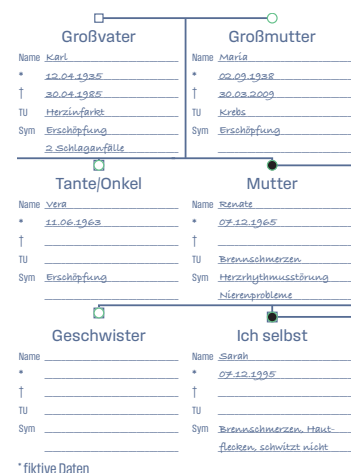 Großvater
Name Karl
* 12.04.1935
† 30.04.1985
TU Herzinfarkt
Sym Erschöpfung
2 Schlaganfälle
Großmutter
Name Maria
* 02.09.1938
† 30.03.2009
TU Krebs
Sym Erschöpfung
Tante/Onkel
Name Vera
* 11.06.1963
†
TU
Sym Erschöpfung
Mutter
Name Renate
* 07.12.1965
†
TU Brennschmerzen
Sym Herzrhythmusstörung
Nierenprobleme
Geschwister
Name
*
†
TU
Sym
Ich selbst
Name Sarah
* 07.12.1995
†
TU
Sym Brennschmerzen, Haut-
flecken, schwitzt nicht
* fiktive Daten